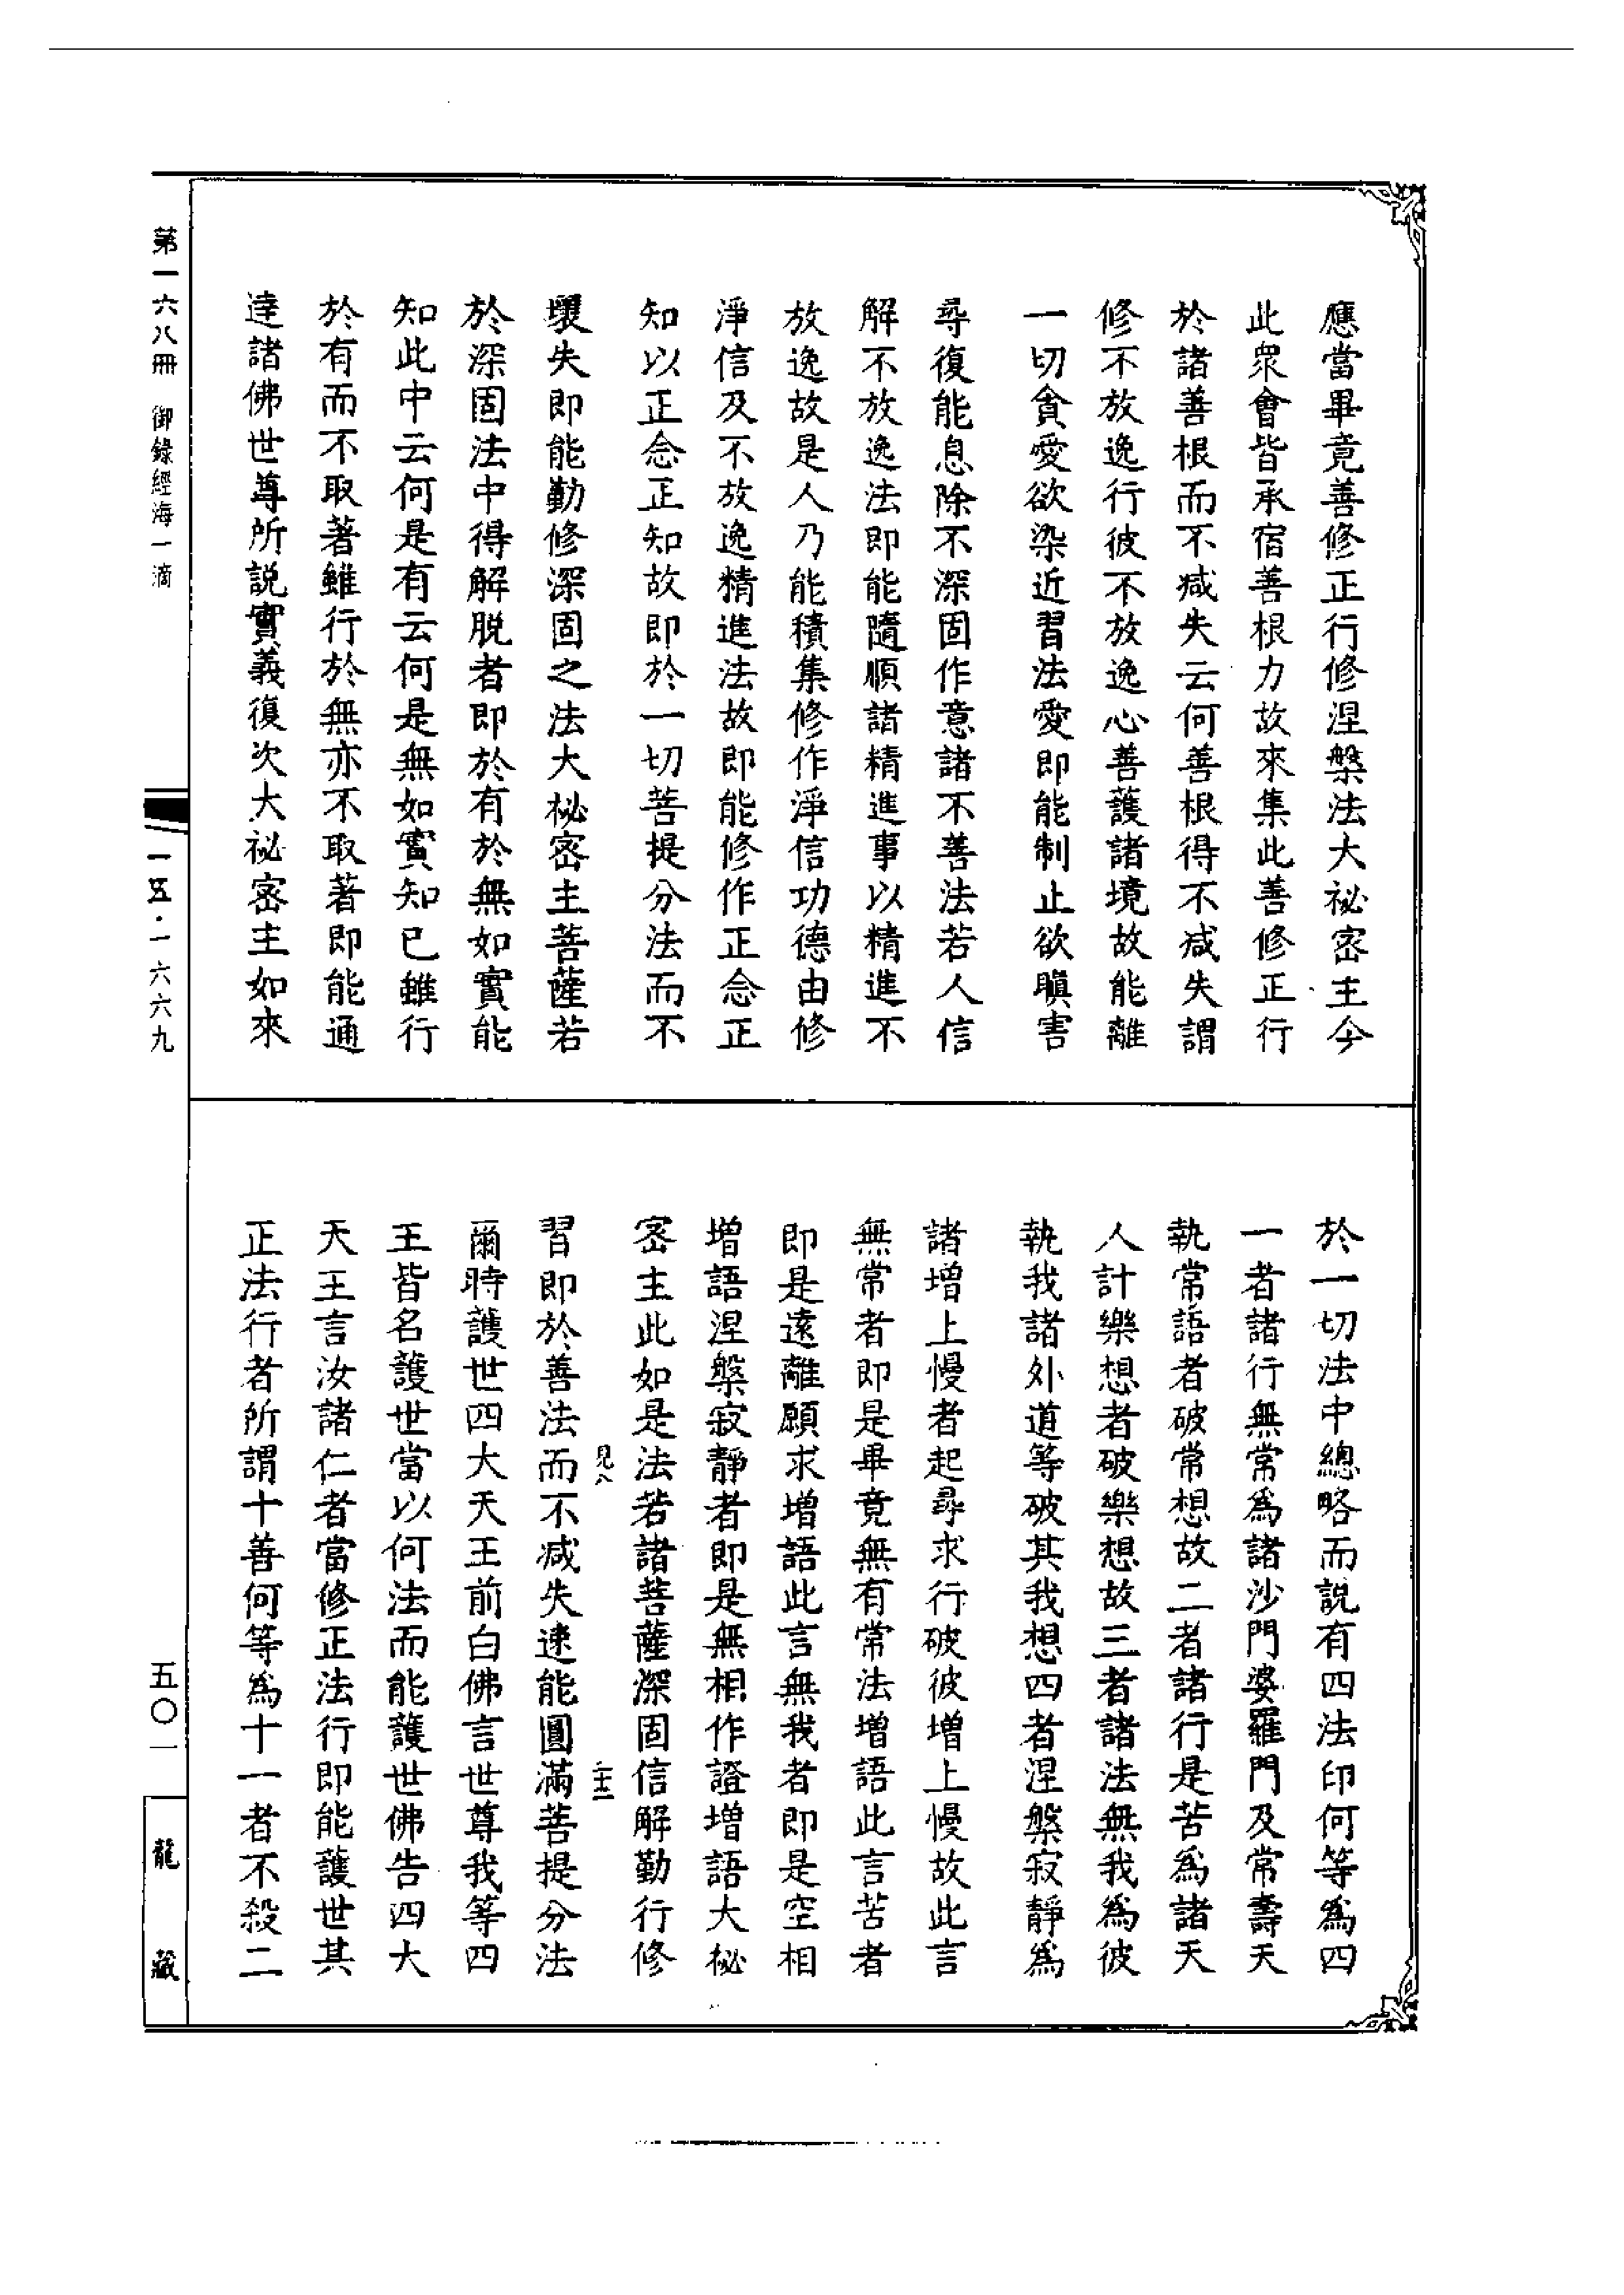 應當畢竟善修正行修涅槃法大祕密主今
此衆會皆承宿善根力故來集此善修正行
於諸善根而不減失云何善根得不減失謂
修不放逸行彼不放逸心善護諸境故能離
一切貪愛欲染近習法愛即能制止欲瞋害
尋復能息除不深固作意諸不善法若人信
解不放逸法即能隨順諸精進事以精進不
放逸故是人乃能積集修作淨信功德由修
淨信及不放逸精進法故即能修作正念正
知以正念正知故即於一切菩提分法而不
壞失即能勤修深固之法大祕密主菩薩若
於深固法中得解脱者即於有於無如實能
知此中云何是有云何是無如實知已雖行
於有而不取著雖行於無亦不取著即能通
達諸佛世尊所說實義復次大祕密主如來
於一切法中總略而說有四法印何等為四
一者諸行無常為諸沙門婆羅門及常壽天
執常語者破常想故二者諸行是苦為諸天
人計樂想者破樂想故三者諸法無我為彼
執我諸外道等破其我想四者涅槃寂靜為
諸增上慢者起尋求行破彼增上慢故此言
無常者即是畢竟無有常法增語此言苦者
即是遠離願求增語此言無我者即是空相
增語涅槃寂靜者即是無相作證增語大祕
密主此如是法若諸菩薩深固信解勤行修
習即於善法而不減失速能圓滿菩提分法
爾時護世四大天王前白佛言世尊我等四
王皆名護世當以何法而能護世佛告四大
天王言汝諸仁者當修正法行即能護世其
正法行者所謂十善何等為十一者不殺二
第一六八冊 御錄經海一滴
一五·一六六九
五〇一
龍藏